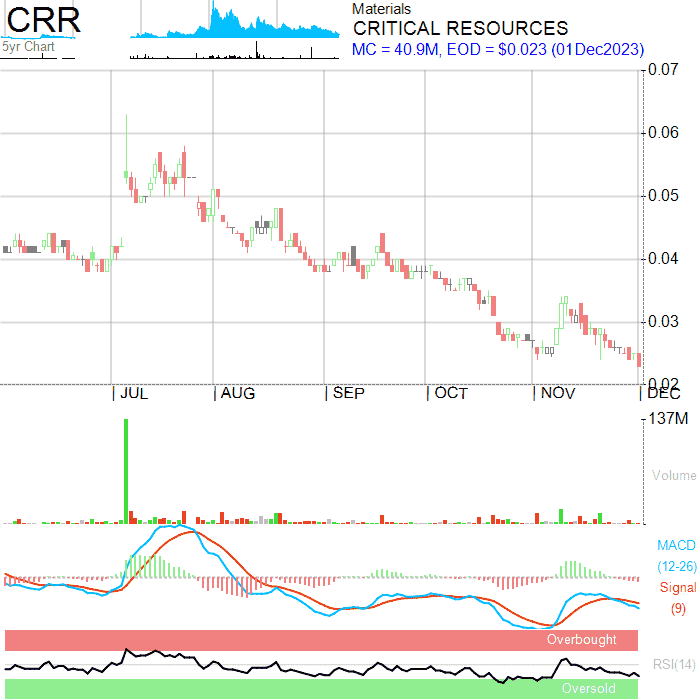 CRR
5yr Chart
Materials
CRITICAL RESOURCES
MC = 40.9M, EOD = $0.023 (01Dec2023)
0.07
0.06
0.05
0.04
0.03
0.02
JUL AUG SEP OCT NOV DEC
137M
Volume
MACD
(12-26)
Signal
(9)
Overbought
RSI(14)
Oversold